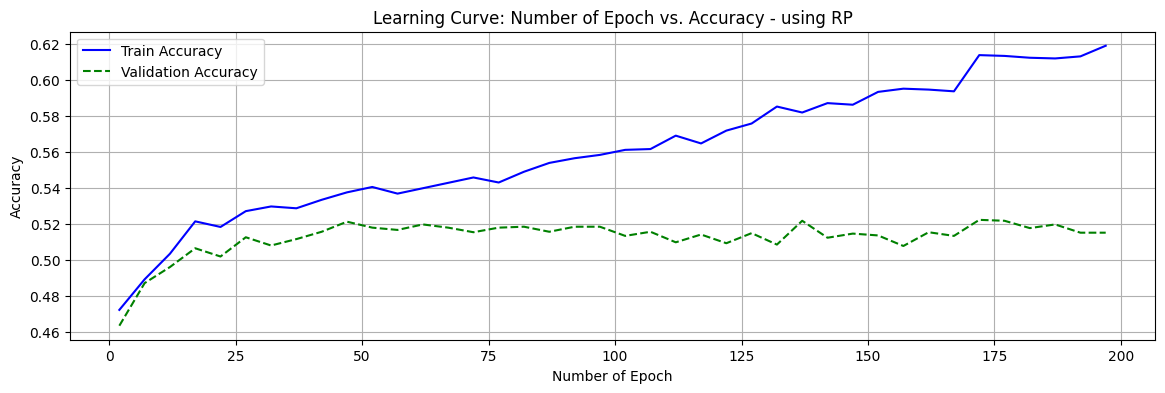 Learning Curve: Number of Epoch vs. Accuracy - using RP
Train Accuracy
Validation Accuracy
Accuracy
0.62
0.60
0.58
0.56
0.54
0.52
0.50
0.48
0.46
0 25 50 75 100 125 150 175 200
Number of Epoch